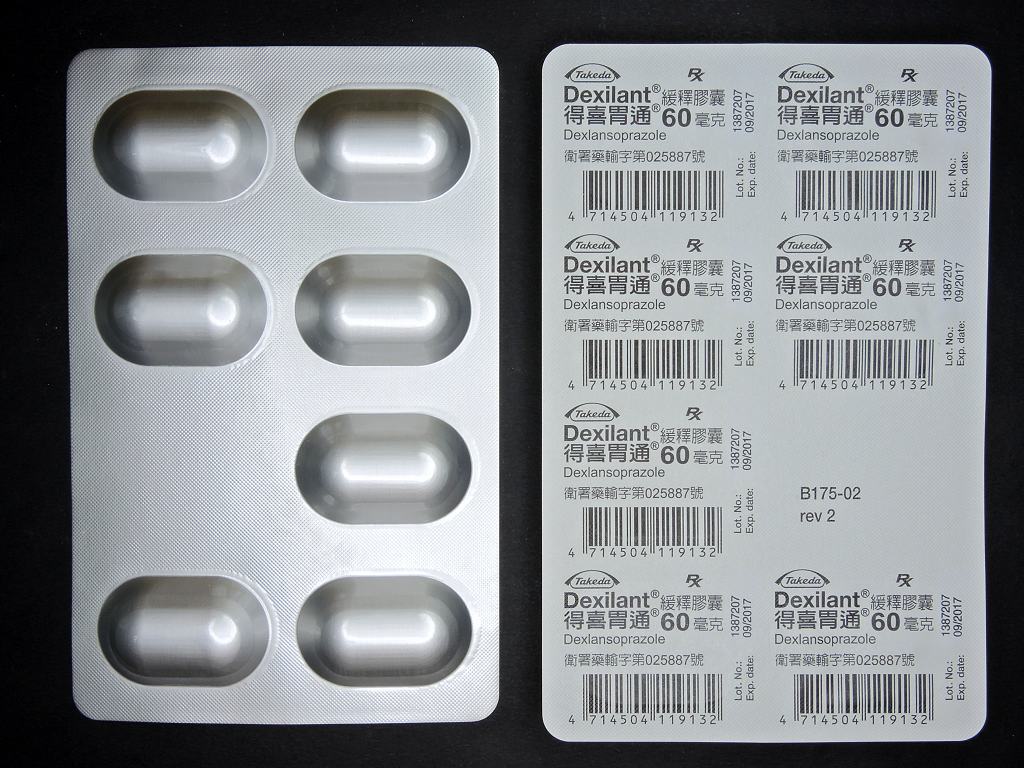 Takeda Rx
Dexilant® 緩釋膠囊
得喜胃通® 60 毫克
Dexlansoprazole
衛署藥輸字第025887號
1387207
09/2017
Lot. No.:
Exp. date:
4 714504 119132
Takeda Rx
Dexilant® 緩釋膠囊
得喜胃通® 60 毫克
Dexlansoprazole
衛署藥輸字第025887號
1387207
09/2017
Lot. No.:
Exp. date:
4 714504 119132
Takeda Rx
Dexilant® 緩釋膠囊
得喜胃通® 60 毫克
Dexlansoprazole
衛署藥輸字第025887號
1387207
09/2017
Lot. No.:
Exp. date:
4 714504 119132
Takeda Rx
Dexilant® 緩釋膠囊
得喜胃通® 60 毫克
Dexlansoprazole
衛署藥輸字第025887號
1387207
09/2017
Lot. No.:
Exp. date:
4 714504 119132
Takeda Rx
Dexilant® 緩釋膠囊
得喜胃通® 60 毫克
Dexlansoprazole
衛署藥輸字第025887號
1387207
09/2017
Lot. No.:
Exp. date:
4 714504 119132
B175-02
rev 2
Takeda Rx
Dexilant® 緩釋膠囊
得喜胃通® 60 毫克
Dexlansoprazole
衛署藥輸字第025887號
1387207
09/2017
Lot. No.:
Exp. date:
4 714504 119132
Takeda Rx
Dexilant® 緩釋膠囊
得喜胃通® 60 毫克
Dexlansoprazole
衛署藥輸字第025887號
1387207
09/2017
Lot. No.:
Exp. date:
4 714504 119132